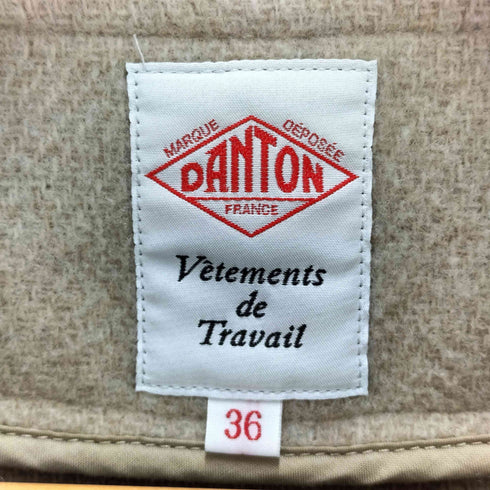 MARQUE DÉPOSÉE
DANTON
FRANCE
Vêtements
de
Travail
36